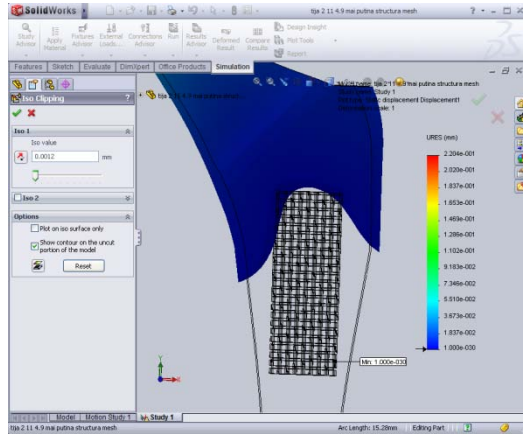 SolidWorks
tija 2 11 4.9 mai putina structura mesh
Study Advisor
Apply Material
Fixtures Advisor
External Loads...
Connections Advisor
Run
Results Advisor
Deformed Result
Compare Results
Design Insight
Plot Tools
Report
Features
Sketch
Evaluate
DimXpert
Office Products
Simulation
Iso Clipping
?
Iso 1
Iso value
0.0012
mm
Iso 2
Options
Plot on iso surface only
Show contour on the uncut
portion of the model
Reset
URES (mm)
2.204e-001
2.020e-001
1.837e-001
1.653e-001
1.469e-001
1.286e-001
1.102e-001
9.183e-002
7.346e-002
5.510e-002
3.673e-002
1.837e-002
1.000e-030
Min: 1.000e-030
Model
Motion Study 1
Study 1
tija 2 11 4.9 mai putina structura mesh
Arc Length: 15.28mm
Editing Part